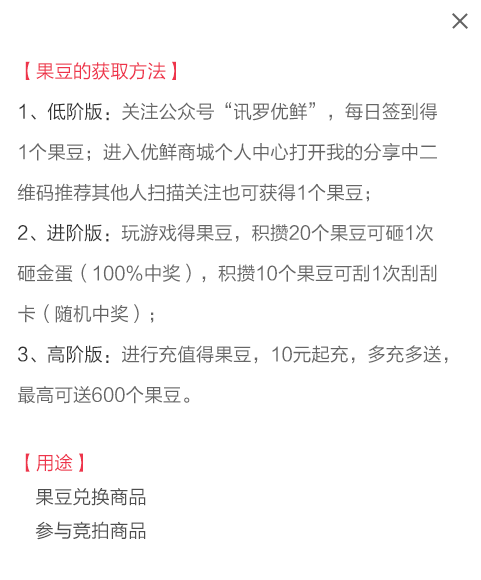 【果豆的获取方法】
1、低阶版：关注公众号“讯罗优鲜”，每日签到得
1个果豆；进入优鲜商城个人中心打开我的分享中二
维码推荐其他人扫描关注也可获得1个果豆；
2、进阶版：玩游戏得果豆，积攒20个果豆可砸1次
砸金蛋（100%中奖），积攒10个果豆可刮1次刮刮
卡（随机中奖）；
3、高阶版：进行充值得果豆，10元起充，多充多送，
最高可送600个果豆。
【用途】
果豆兑换商品
参与竞拍商品